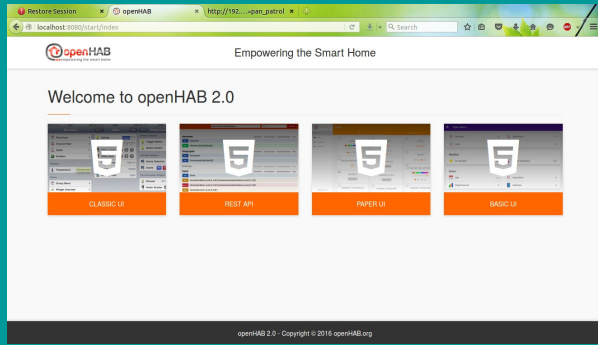 Restore Session
openHAB
http://192....=pan_patrol
localhost:8080/start/index
Search
openHAB
empowering the smart home
Empowering the Smart Home
Welcome to openHAB 2.0
CLASSIC UI
REST API
PAPER UI
BASIC UI
openHAB 2.0 - Copyright © 2016 openHAB.org